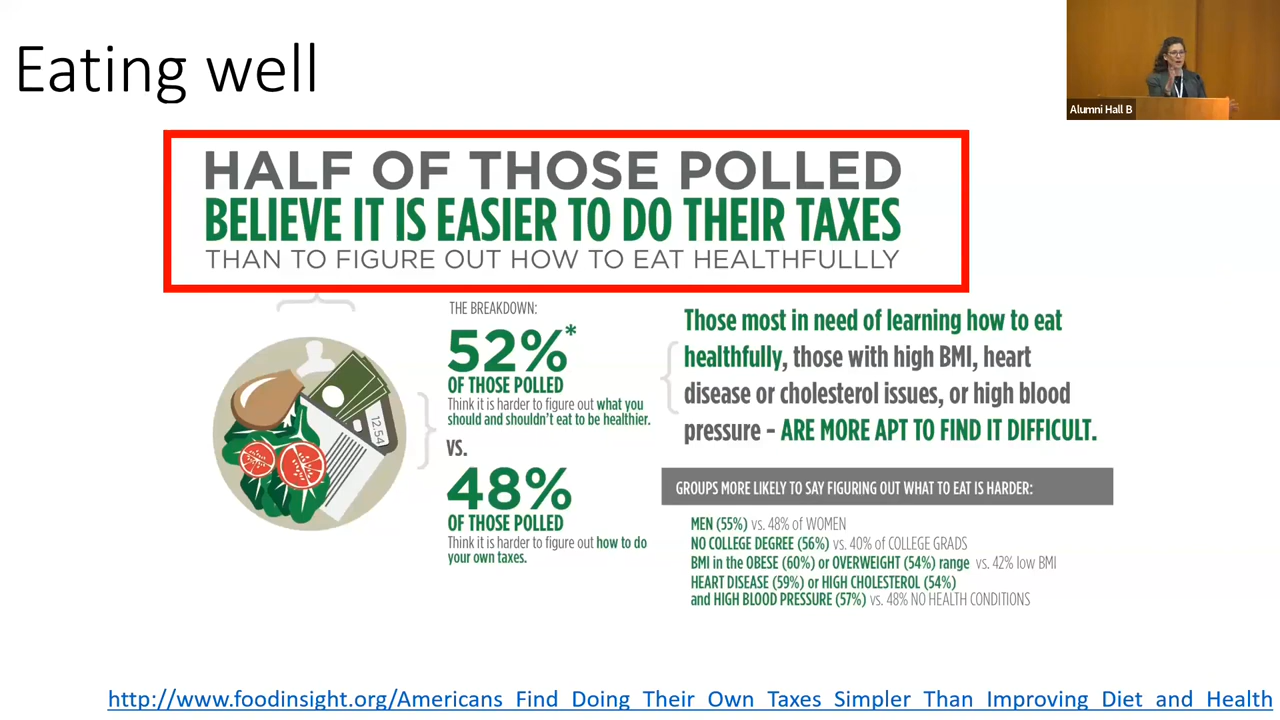 Eating well
Alumni Hall B
HALF OF THOSE POLLED
BELIEVE IT IS EASIER TO DO THEIR TAXES
THAN TO FIGURE OUT HOW TO EAT HEALTHFULLLY
THE BREAKDOWN:
52%*
OF THOSE POLLED
Think it is harder to figure out what you
should and shouldn't eat to be healthier.
VS.
48%
OF THOSE POLLED
Think it is harder to figure out how to do
your own taxes.
12.54
Those most in need of learning how to eat
healthfully, those with high BMI, heart
disease or cholesterol issues, or high blood
pressure - ARE MORE APT TO FIND IT DIFFICULT.
GROUPS MORE LIKELY TO SAY FIGURING OUT WHAT TO EAT IS HARDER:
MEN (55%) vs. 48% of WOMEN
NO COLLEGE DEGREE (56%) vs. 40% of COLLEGE GRADS
BMI in the OBESE (60%) or OVERWEIGHT (54%) range vs. 42% low BMI
HEART DISEASE (59%) or HIGH CHOLESTEROL (54%)
and HIGH BLOOD PRESSURE (57%) vs. 48% NO HEALTH CONDITIONS
http://www.foodinsight.org/Americans_Find_Doing_Their_Own_Taxes_Simpler_Than_Improving_Diet_and_Health